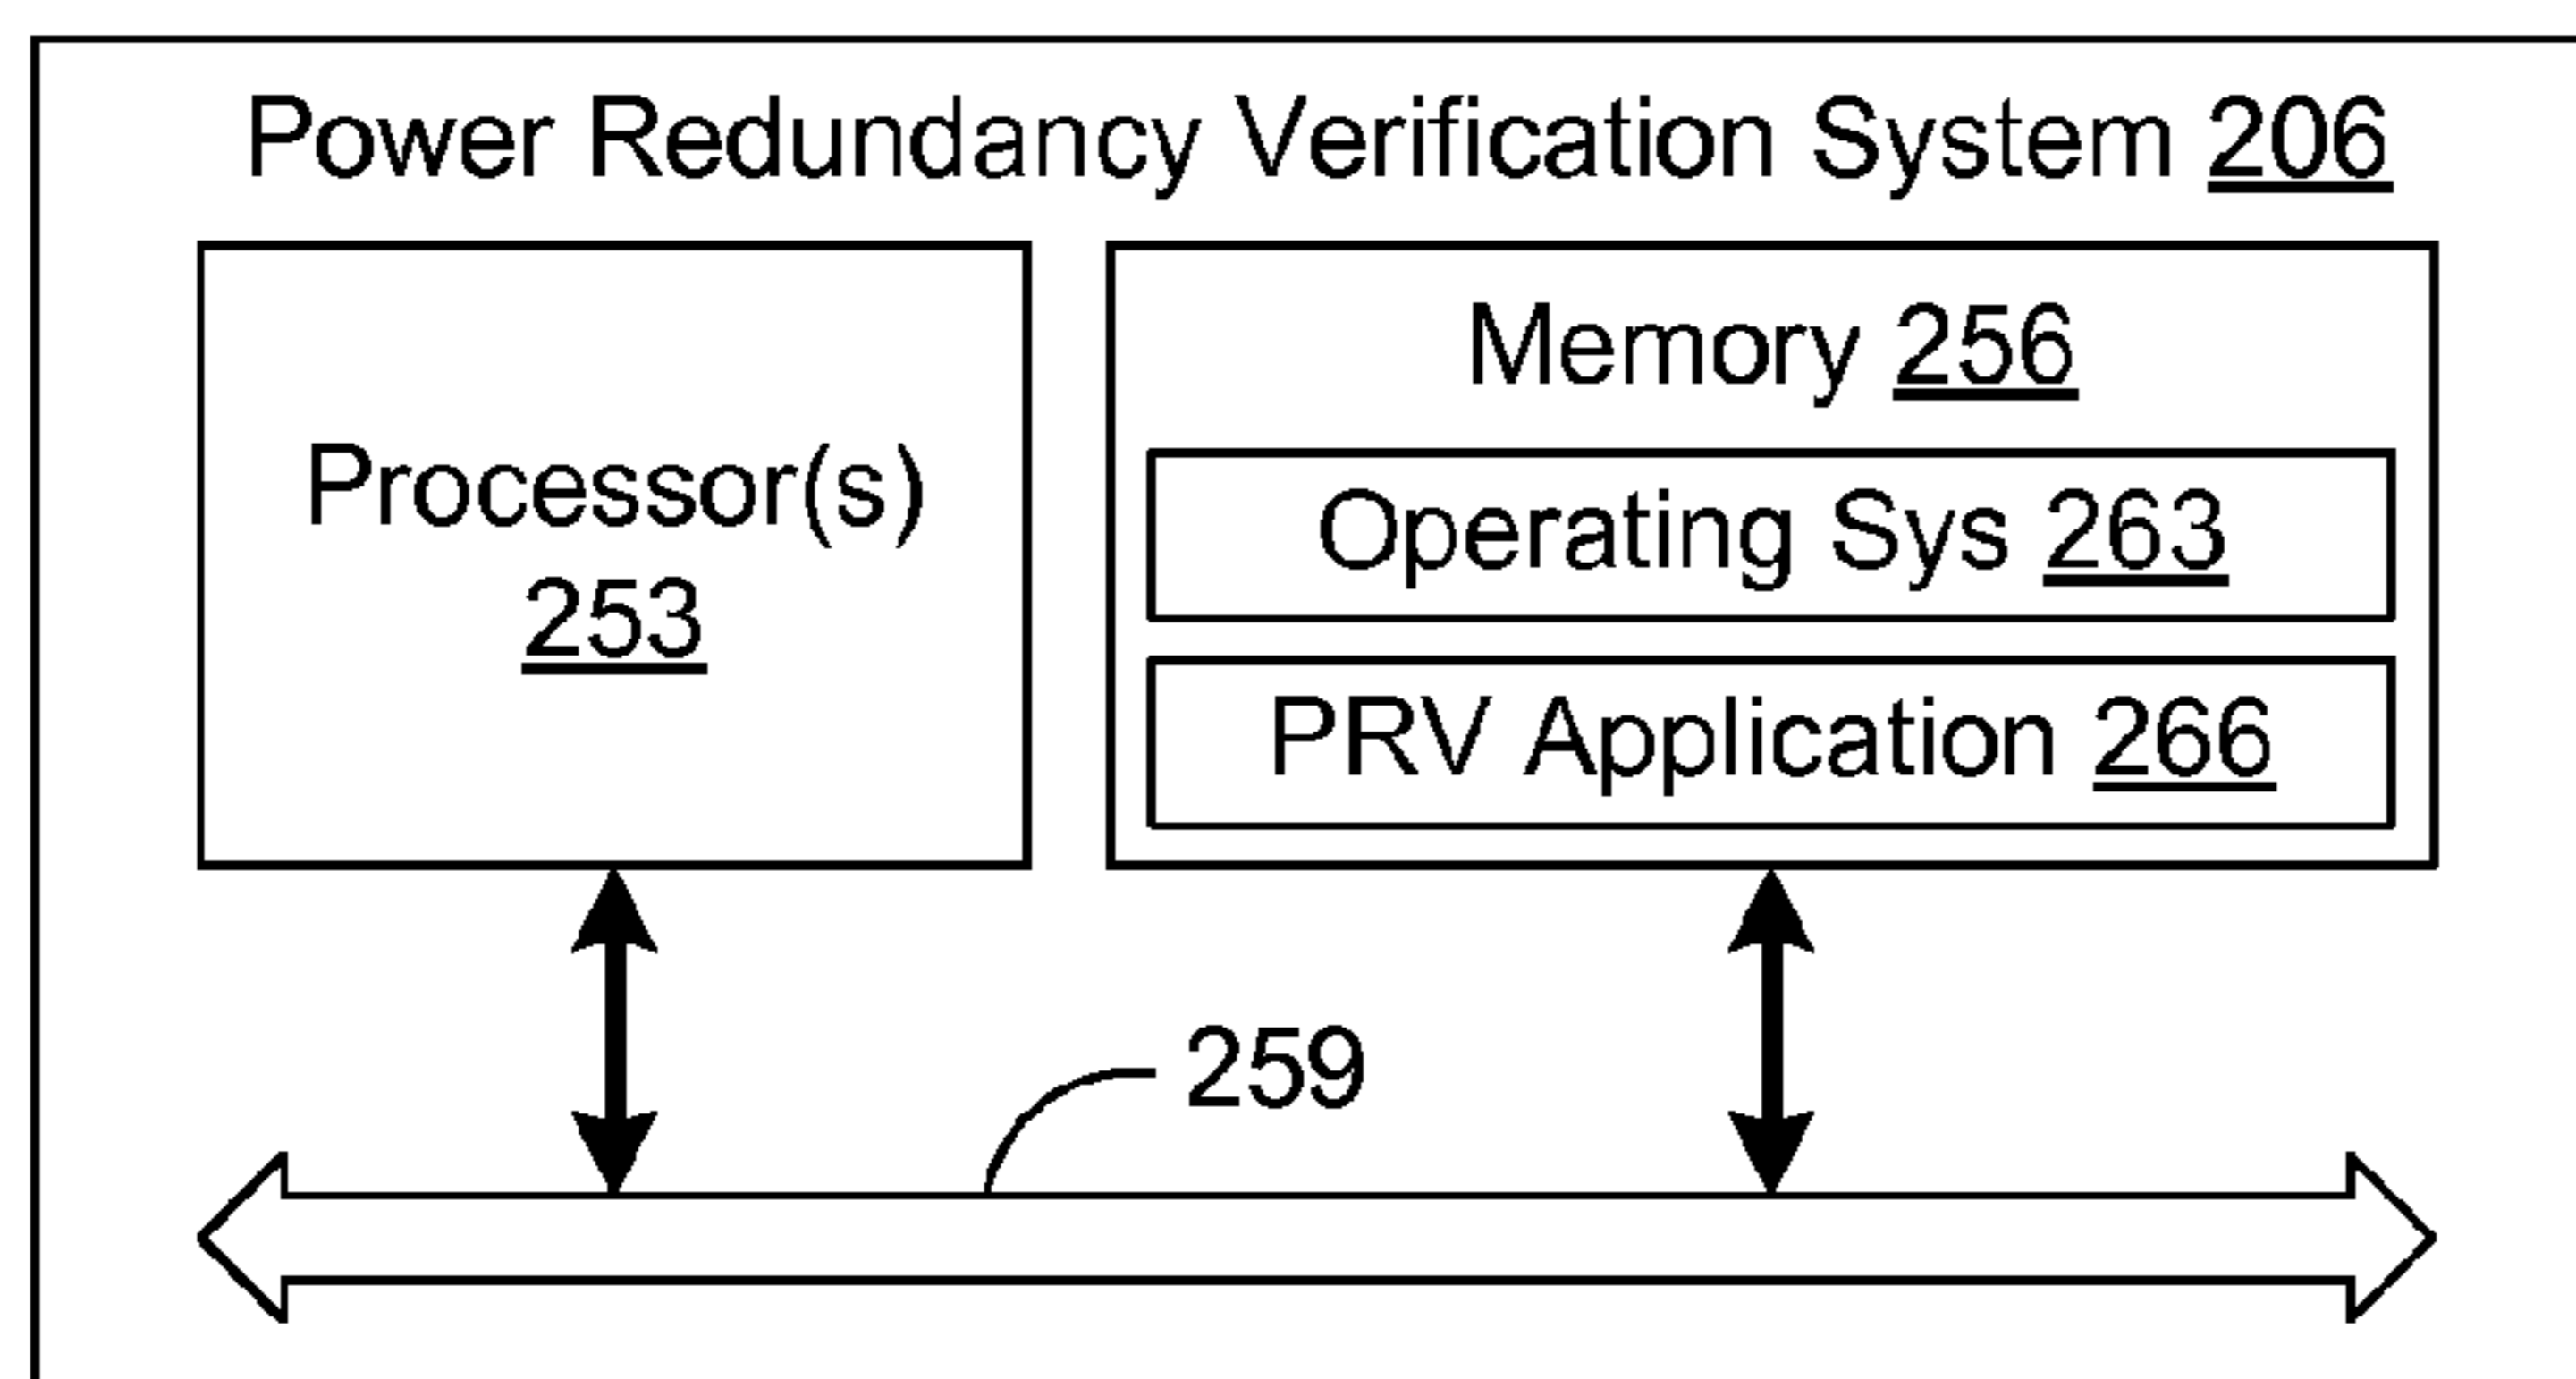 Power Redundancy Verification System 206
Processor(s)
253
Memory 256
Operating Sys 263
PRV Application 266
259